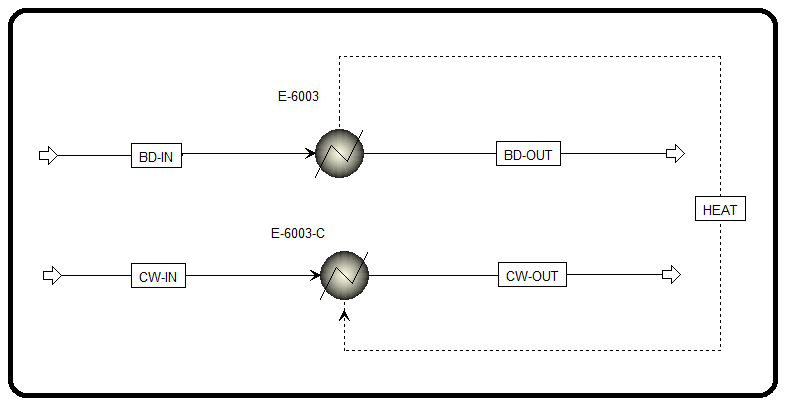 E-6003
BD-IN
BD-OUT
HEAT
E-6003-C
CW-IN
CW-OUT